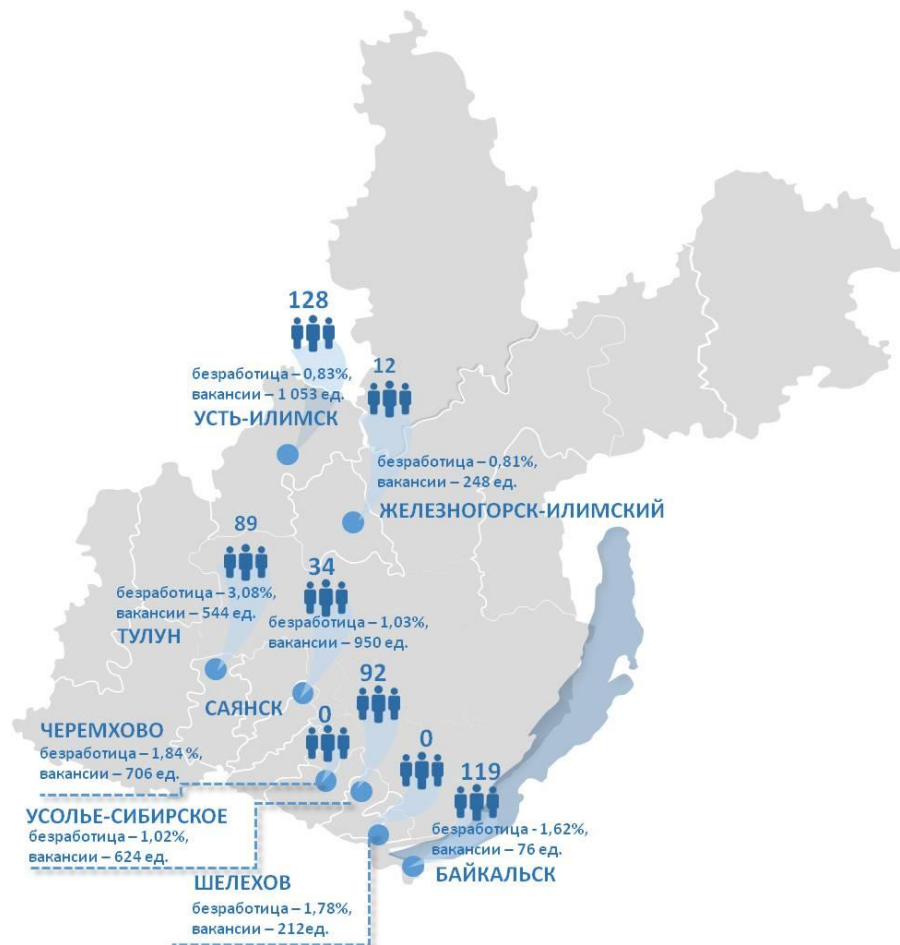 128
безработица – 0,83%,
вакансии – 1 053 ед.
УСТЬ-ИЛИМСК
12
безработица – 0,81%,
вакансии – 248 ед.
ЖЕЛЕЗНОГОРСК-ИЛИМСКИЙ
89
безработица – 3,08%,
вакансии – 544 ед.
ТУЛУН
34
безработица – 1,03%,
вакансии – 950 ед.
САЯНСК
92
0
ЧЕРЕМХОВО
безработица – 1,84 %,
вакансии – 706 ед.
0
119
безработица - 1,62%,
вакансии – 76 ед.
БАЙКАЛЬСК
УСОЛЬЕ-СИБИРСКОЕ
безработица – 1,02%,
вакансии – 624 ед.
ШЕЛЕХОВ
безработица – 1,78%,
вакансии – 212ед.